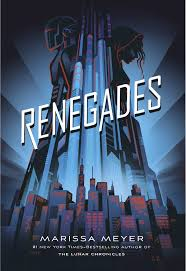 RENEGADES
MARISSA MEYER
#1 NEW YORK TIMES–BESTSELLING AUTHOR OF
THE LUNAR CHRONICLES